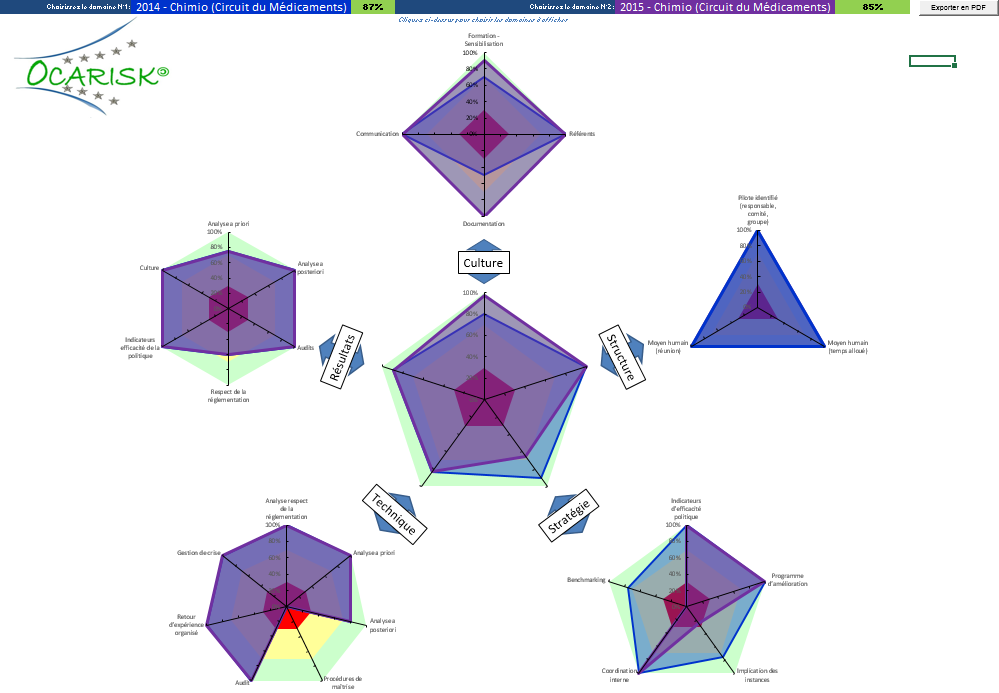 Choisissez le domaine N°1: 2014 - Chimio (Circuit du Médicaments) 87% Choisissez le domaine N°2: 2015 - Chimio (Circuit du Médicaments) 85% Exporter en PDF
Cliquez ci-dessus pour choisir les domaines à afficher
OCARISK©
Formation -
Sensibilisation
100%
80%
60%
40%
20%
Communication
Référents
Documentation
Culture
Pilote identifié
(responsable,
comité,
groupe)
100%
80%
Moyen humain
(réunion)
Moyen humain
(temps alloué)
Analyse a priori
100%
80%
60%
40%
Culture
Analyse a
posteriori
Indicateurs
efficacité de la
politique
Audits
Respect de la
réglementation
Résultats
Structure
100%
80%
60%
40%
Technique
Stratégie
Analyse respect
de la
réglementation
100%
80%
60%
40%
Gestion de crise
Analyse a priori
Retour
d'expérience
organisé
Analyse a
posteriori
Audit
Procédures de
maîtrise
Indicateurs
d'efficacité
politique
100%
80%
60%
40%
Benchmarking
Programme
d'amélioration
Coordination
interne
Implication des
instances